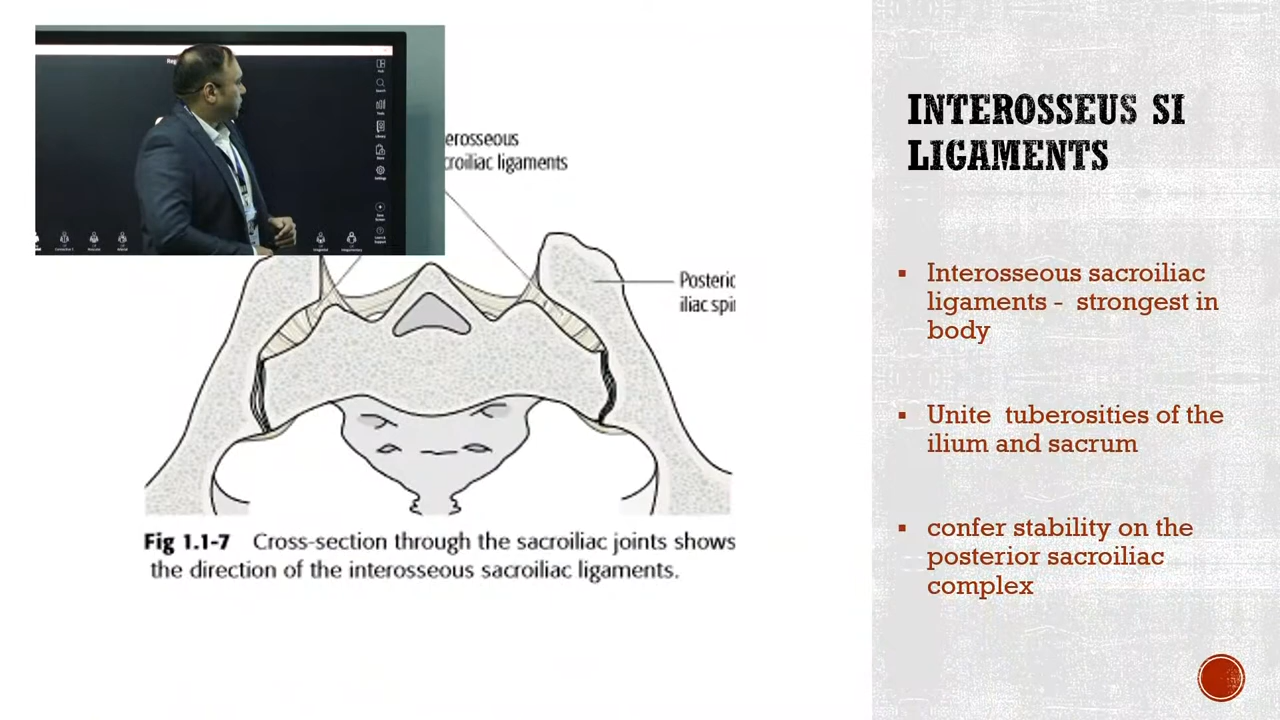 erosseous
croiliac ligaments
Posteric
iliac spir
Fig 1.1-7 Cross-section through the sacroiliac joints shows
the direction of the interosseous sacroiliac ligaments.
INTEROSSEUS SI
LIGAMENTS
▪ Interosseous sacroiliac
ligaments - strongest in
body
▪ Unite tuberosities of the
ilium and sacrum
▪ confer stability on the
posterior sacroiliac
complex